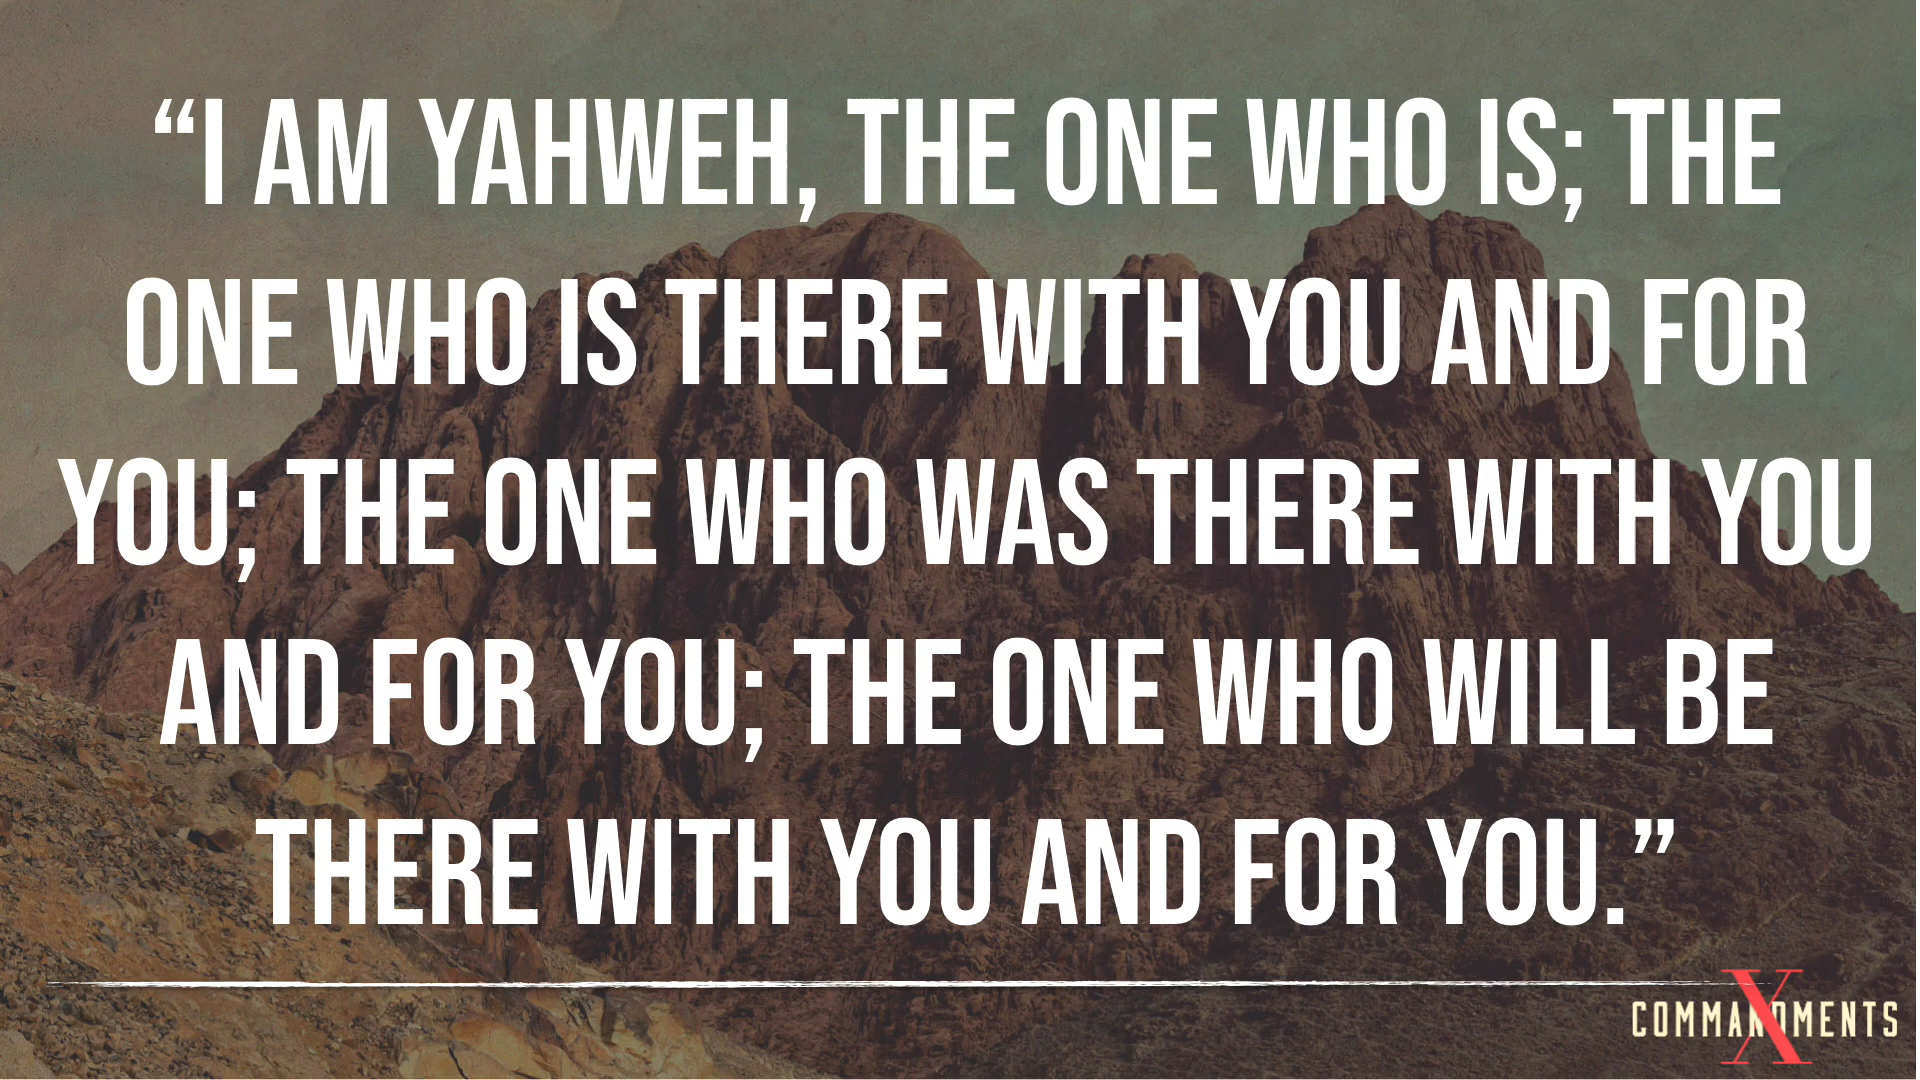 “I AM YAHWEH, THE ONE WHO IS; THE
ONE WHO IS THERE WITH YOU AND FOR
YOU; THE ONE WHO WAS THERE WITH YOU
AND FOR YOU; THE ONE WHO WILL BE
THERE WITH YOU AND FOR YOU.”
X
COMMANDMENTS